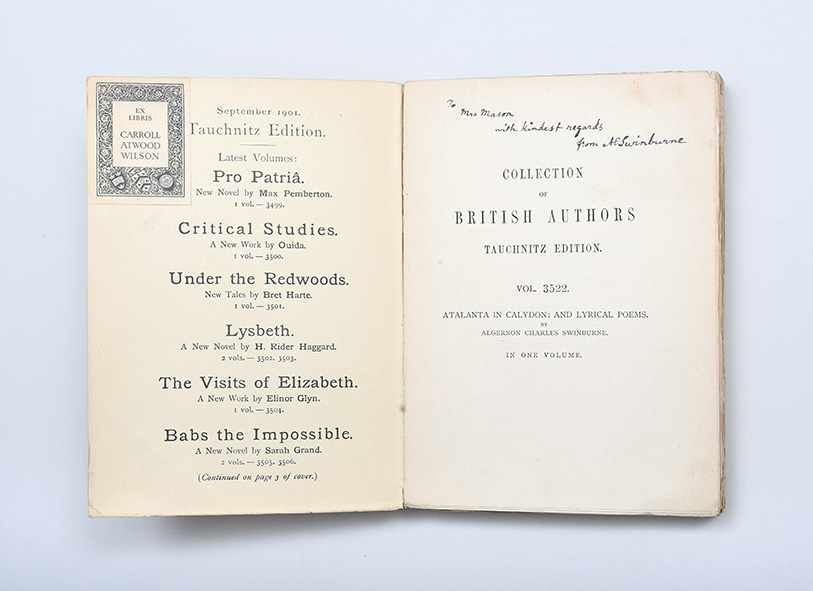 EX
LIBRIS
CARROLL
ATWOOD
WILSON
September 1901.
Tauchnitz Edition.
Latest Volumes:
Pro Patriâ.
New Novel by Max Pemberton.
1 vol. — 3499.
Critical Studies.
A New Work by Ouida.
1 vol. — 3500.
Under the Redwoods.
New Tales by Bret Harte.
1 vol. — 3501.
Lysbeth.
A New Novel by H. Rider Haggard.
2 vols. — 3502. 3503.
The Visits of Elizabeth.
A New Work by Elinor Glyn.
1 vol. — 3504.
Babs the Impossible.
A New Novel by Sarah Grand.
2 vols. — 3505. 3506.
(Continued on page 3 of cover.)
To Mrs Mason
with kindest regards
from ACSwinburne
COLLECTION
OF
BRITISH AUTHORS
TAUCHNITZ EDITION.
VOL. 3522.
ATALANTA IN CALYDON: AND LYRICAL POEMS.
BY
ALGERNON CHARLES SWINBURNE.
IN ONE VOLUME.